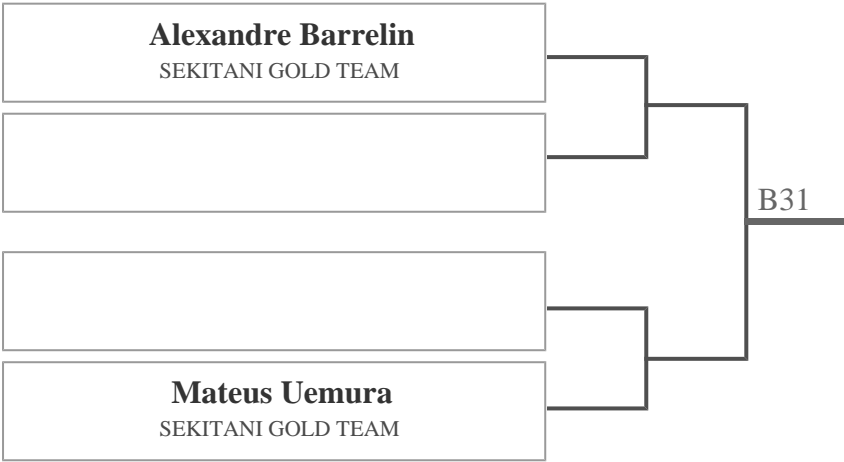 Alexandre Barrelin
SEKITANI GOLD TEAM
B31
Mateus Uemura
SEKITANI GOLD TEAM